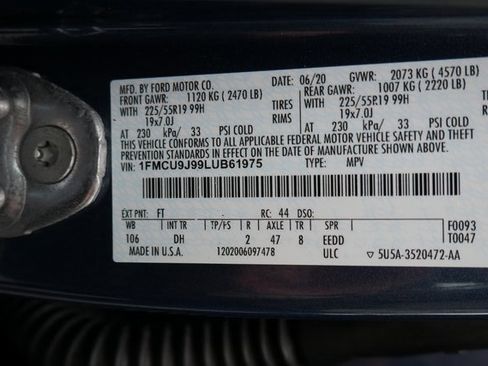 MFD. BY FORD MOTOR CO. 06/20 GVWR: 2073 KG ( 4570 LB)
FRONT GAWR: 1120 KG ( 2470 LB) REAR GAWR: 1007 KG ( 2220 LB)
WITH 225/55R19 99H TIRES WITH 225/55R19 99H
19x7.0J RIMS 19x7.0J
AT 230 kPa/ 33 PSI COLD AT 230 kPa/ 33 PSI COLD
THIS VEHICLE CONFORMS TO ALL APPLICABLE FEDERAL MOTOR VEHICLE SAFETY AND THEFT PREVENTION STANDARDS IN EFFECT ON THE DATE OF MANUFACTURE SHOWN ABOVE.
VIN: 1FMCU9J99LUB61975 TYPE: MPV
EXT PNT: FT RC: 44 DSO:
WB INT TR TP/PS R AXLE TR SPR F0093
106 DH 2 47 8 EEDD T0047
MADE IN U.S.A. 1202006097478 ULC ▽ 5U5A-3520472-AA